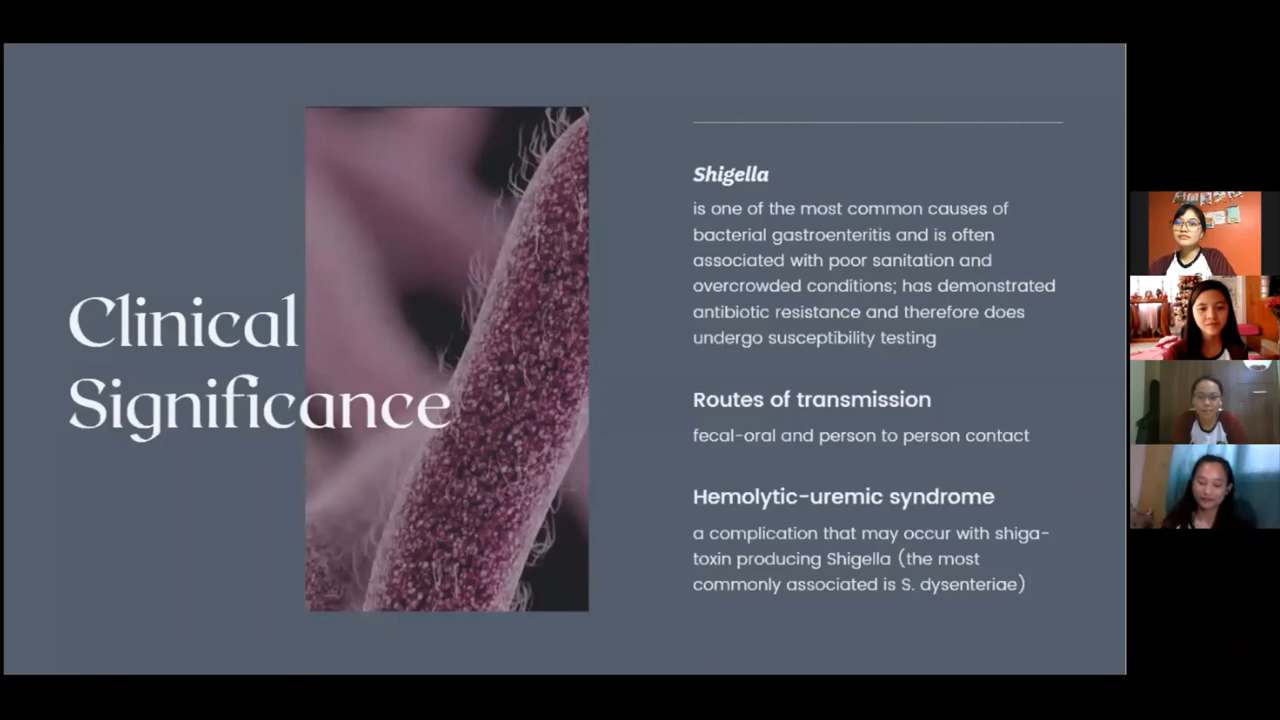 Clinical
Significance
Shigella
is one of the most common causes of
bacterial gastroenteritis and is often
associated with poor sanitation and
overcrowded conditions; has demonstrated
antibiotic resistance and therefore does
undergo susceptibility testing
Routes of transmission
fecal-oral and person to person contact
Hemolytic-uremic syndrome
a complication that may occur with shiga-
toxin producing Shigella (the most
commonly associated is S. dysenteriae)